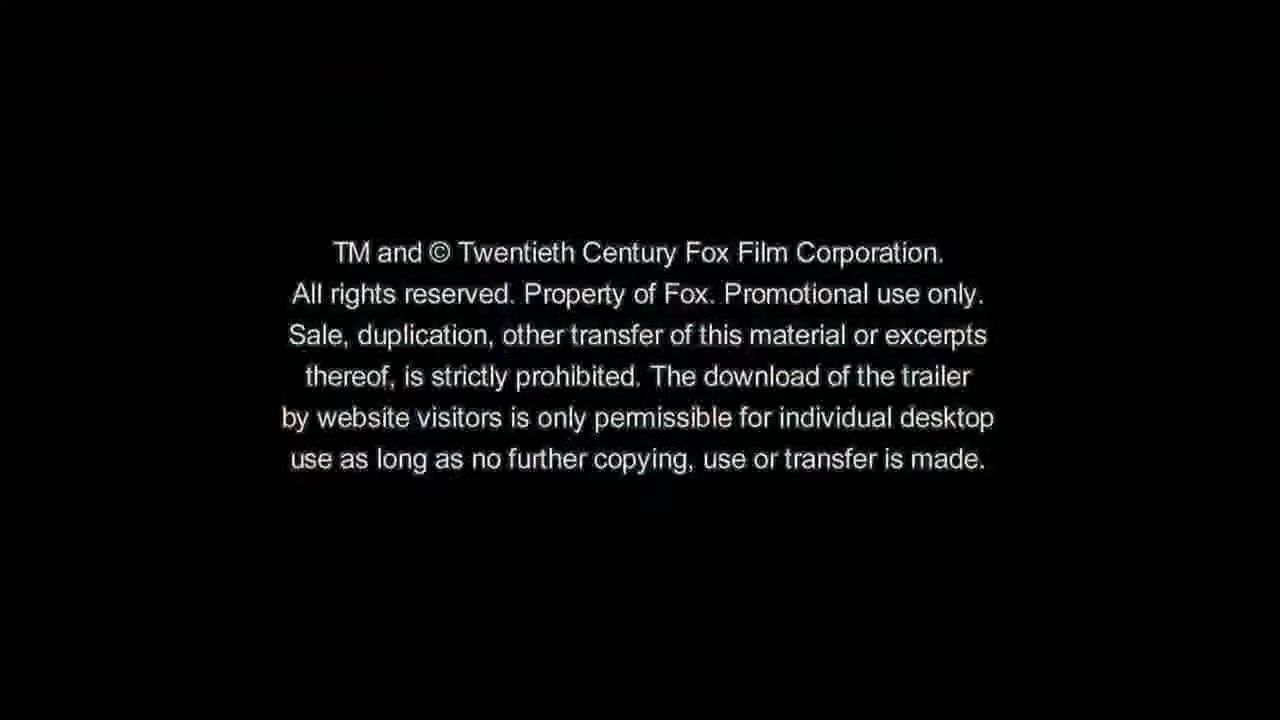 TM and © Twentieth Century Fox Film Corporation.
All rights reserved. Property of Fox. Promotional use only.
Sale, duplication, other transfer of this material or excerpts
thereof, is strictly prohibited. The download of the trailer
by website visitors is only permissible for individual desktop
use as long as no further copying, use or transfer is made.